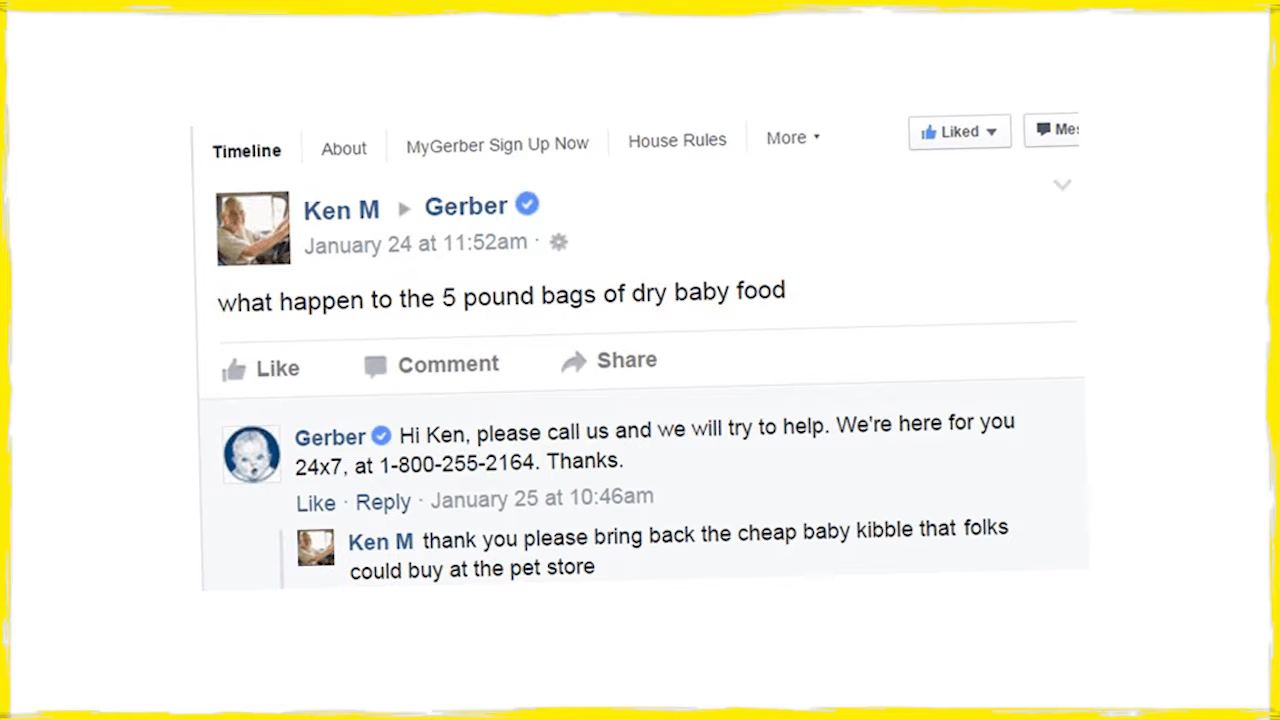 Timeline About MyGerber Sign Up Now House Rules More Liked
Ken M Gerber
January 24 at 11:52am ·
what happen to the 5 pound bags of dry baby food
Like Comment Share
Gerber Hi Ken, please call us and we will try to help. We're here for you
24x7, at 1-800-255-2164. Thanks.
Like · Reply · January 25 at 10:46am
Ken M thank you please bring back the cheap baby kibble that folks
could buy at the pet store